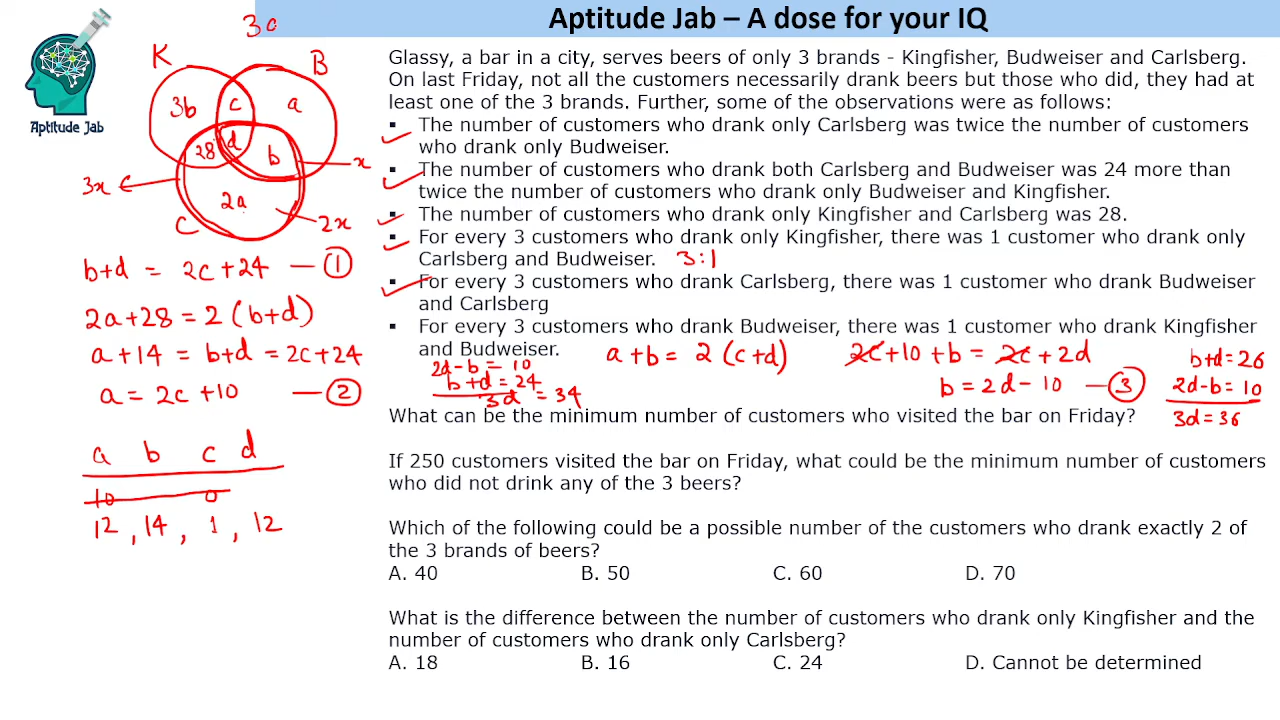 Aptitude Jab – A dose for your IQ
Aptitude Jab
Glassy, a bar in a city, serves beers of only 3 brands - Kingfisher, Budweiser and Carlsberg.
On last Friday, not all the customers necessarily drank beers but those who did, they had at
least one of the 3 brands. Further, some of the observations were as follows:
▪ The number of customers who drank only Carlsberg was twice the number of customers
who drank only Budweiser.
▪ The number of customers who drank both Carlsberg and Budweiser was 24 more than
twice the number of customers who drank only Budweiser and Kingfisher.
▪ The number of customers who drank only Kingfisher and Carlsberg was 28.
▪ For every 3 customers who drank only Kingfisher, there was 1 customer who drank only
Carlsberg and Budweiser. 3:1
▪ For every 3 customers who drank Carlsberg, there was 1 customer who drank Budweiser
and Carlsberg
▪ For every 3 customers who drank Budweiser, there was 1 customer who drank Kingfisher
and Budweiser.
a+b = 2 (c+d)
2c+10+b = 2c+2d
b = 2d-10 — 3
2d-b = 10
b+d = 24
3d = 34
b+d = 26
2d-b = 10
3d = 36
What can be the minimum number of customers who visited the bar on Friday?
If 250 customers visited the bar on Friday, what could be the minimum number of customers
who did not drink any of the 3 beers?
Which of the following could be a possible number of the customers who drank exactly 2 of
the 3 brands of beers?
A. 40 B. 50 C. 60 D. 70
What is the difference between the number of customers who drank only Kingfisher and the
number of customers who drank only Carlsberg?
A. 18 B. 16 C. 24 D. Cannot be determined
K B
3b c a
28 d b x
3x
2a 2x
C
b+d = 2c+24 — 1
2a+28 = 2 (b+d)
a+14 = b+d = 2c+24
a = 2c+10 — 2
a b c d
10 0
12, 14, 1, 12